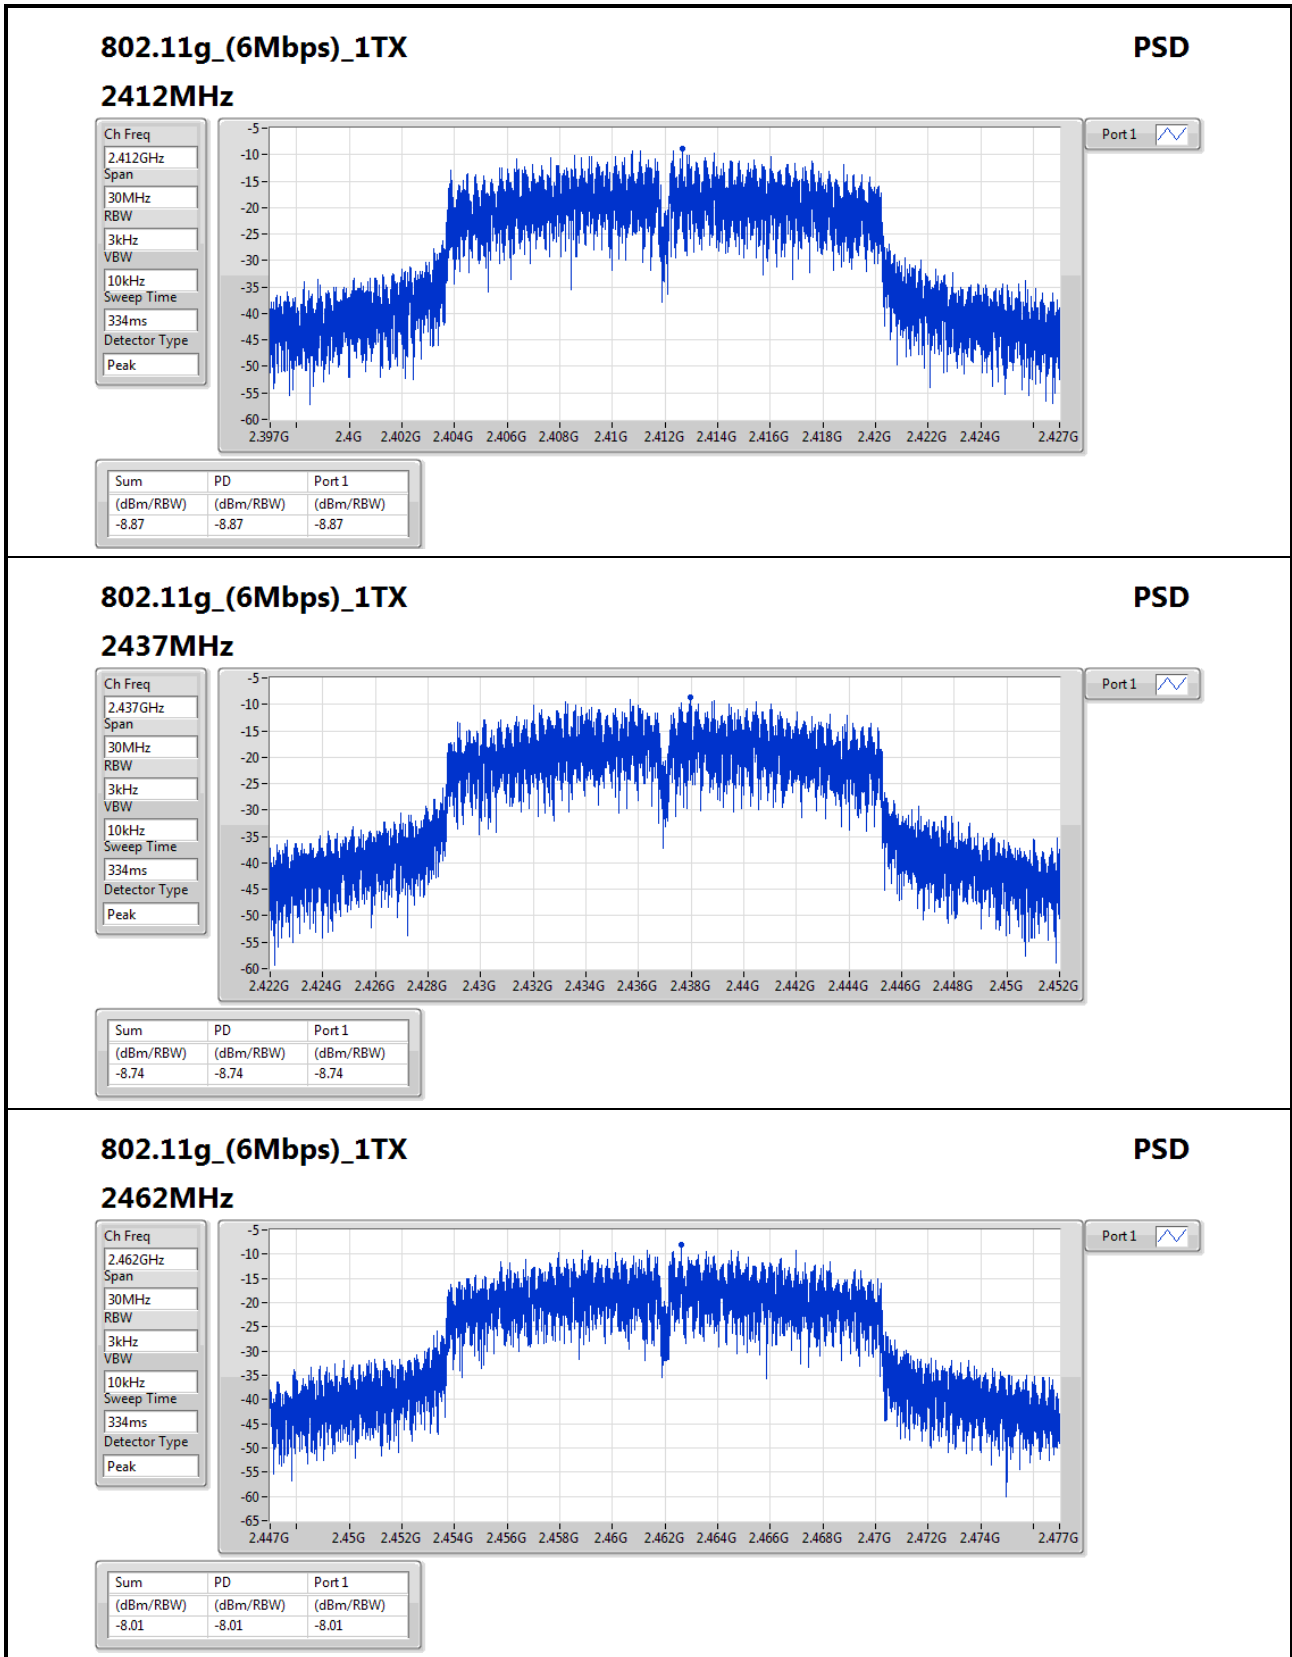 802.11g_(6Mbps)_1TX PSD
2412MHz
Ch Freq
2.412GHz
Span
30MHz
RBW
3kHz
VBW
10kHz
Sweep Time
334ms
Detector Type
Peak
-5
-10
-15
-20
-25
-30
-35
-40
-45
-50
-55
-60
2.397G 2.4G 2.402G 2.404G 2.406G 2.408G 2.41G 2.412G 2.414G 2.416G 2.418G 2.42G 2.422G 2.424G 2.427G
Port 1
Sum PD Port 1
(dBm/RBW) (dBm/RBW) (dBm/RBW)
-8.87 -8.87 -8.87
802.11g_(6Mbps)_1TX PSD
2437MHz
Ch Freq
2.437GHz
Span
30MHz
RBW
3kHz
VBW
10kHz
Sweep Time
334ms
Detector Type
Peak
-5
-10
-15
-20
-25
-30
-35
-40
-45
-50
-55
-60
2.422G 2.424G 2.426G 2.428G 2.43G 2.432G 2.434G 2.436G 2.438G 2.44G 2.442G 2.444G 2.446G 2.448G 2.45G 2.452G
Port 1
Sum PD Port 1
(dBm/RBW) (dBm/RBW) (dBm/RBW)
-8.74 -8.74 -8.74
802.11g_(6Mbps)_1TX PSD
2462MHz
Ch Freq
2.462GHz
Span
30MHz
RBW
3kHz
VBW
10kHz
Sweep Time
334ms
Detector Type
Peak
-5
-10
-15
-20
-25
-30
-35
-40
-45
-50
-55
-60
-65
2.447G 2.45G 2.452G 2.454G 2.456G 2.458G 2.46G 2.462G 2.464G 2.466G 2.468G 2.47G 2.472G 2.474G 2.477G
Port 1
Sum PD Port 1
(dBm/RBW) (dBm/RBW) (dBm/RBW)
-8.01 -8.01 -8.01